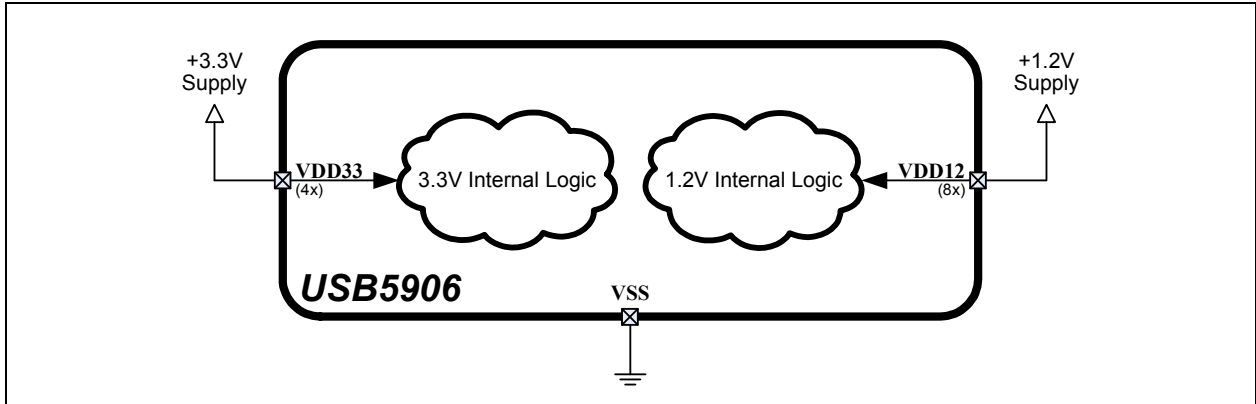 +3.3V
Supply
+1.2V
Supply
VDD33
(4x)
3.3V Internal Logic
1.2V Internal Logic
VDD12
(8x)
USB5906
VSS